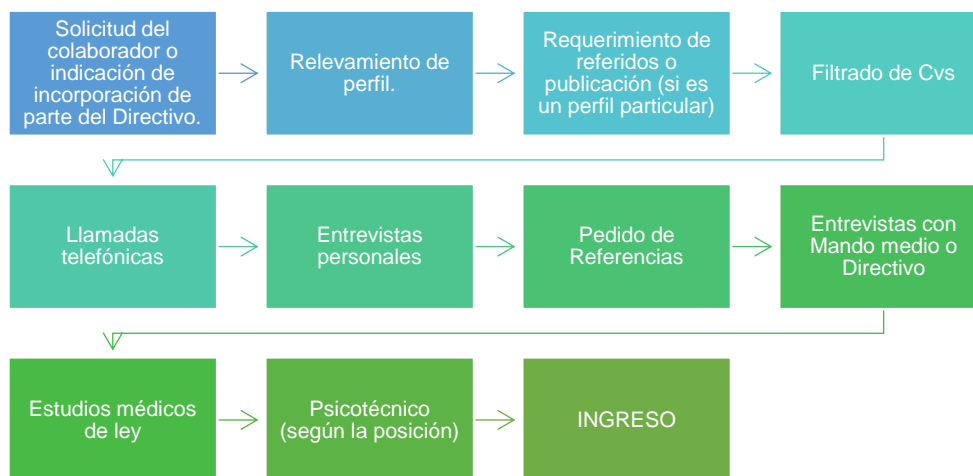 Solicitud del
colaborador o
indicación de
incorporación de
parte del Directivo.
Relevamiento de
perfil.
Requerimiento de
referidos o
publicación (si es
un perfil particular)
Filtrado de Cvs
Llamadas
telefónicas
Entrevistas
personales
Pedido de
Referencias
Entrevistas con
Mando medio o
Directivo
Estudios médicos
de ley
Psicotécnico
(según la posición)
INGRESO